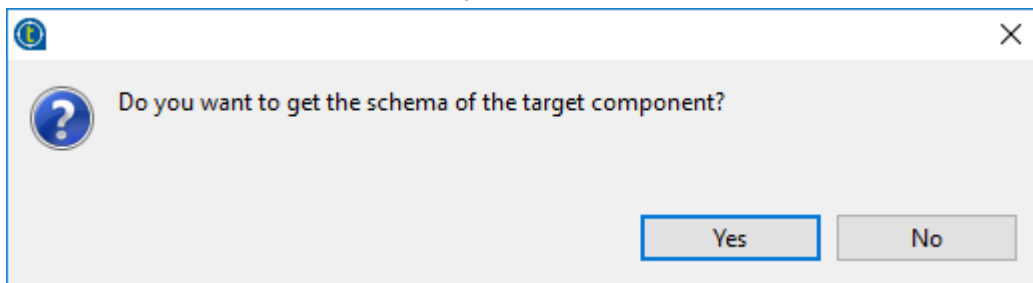 Do you want to get the schema of the target component?
Yes
No